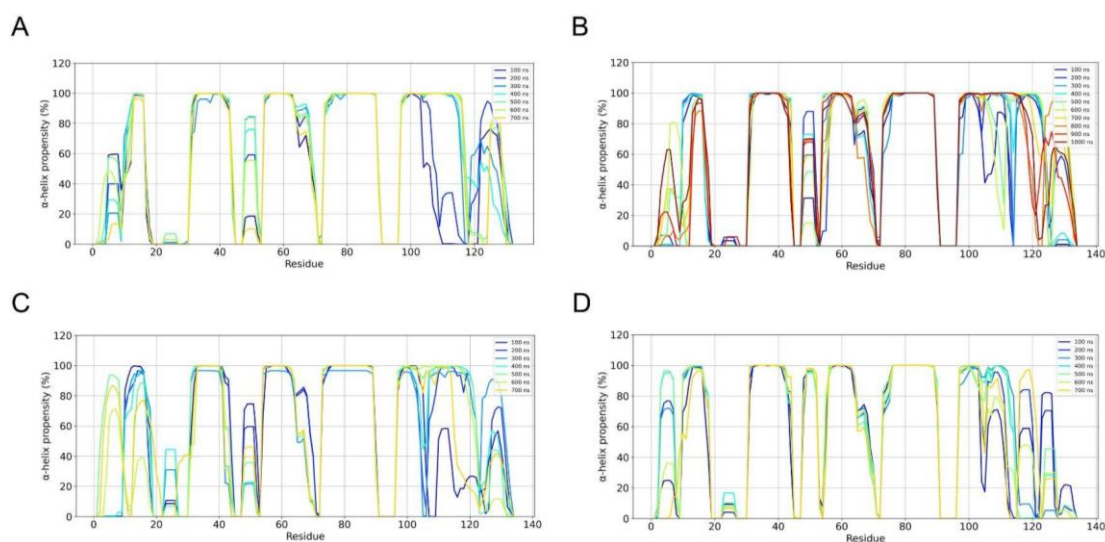 A
α-helix propensity (%)
120
100
80
60
40
20
0
0 20 40 60 80 100 120 140
Residue
100 ns
200 ns
300 ns
400 ns
500 ns
600 ns
700 ns
B
α-helix propensity (%)
120
100
80
60
40
20
0
0 20 40 60 80 100 120 140
Residue
100 ns
200 ns
300 ns
400 ns
500 ns
600 ns
700 ns
800 ns
900 ns
1000 ns
C
α-helix propensity (%)
120
100
80
60
40
20
0
0 20 40 60 80 100 120 140
Residue
100 ns
200 ns
300 ns
400 ns
500 ns
600 ns
700 ns
D
α-helix propensity (%)
120
100
80
60
40
20
0
0 20 40 60 80 100 120 140
Residue
100 ns
200 ns
300 ns
400 ns
500 ns
600 ns
700 ns